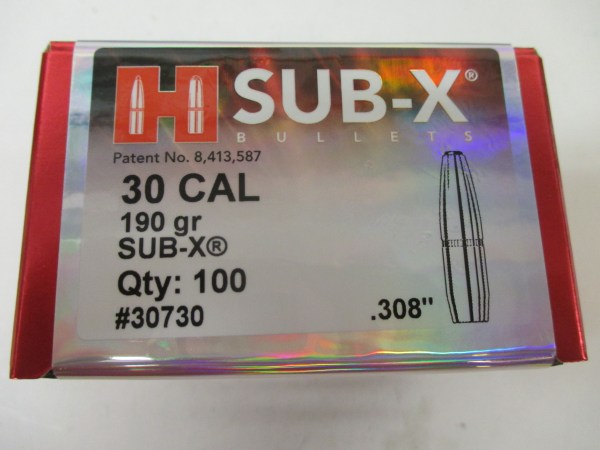 H SUB-X®
BULLETS
Patent No. 8,413,587
30 CAL
190 gr
SUB-X®
Qty: 100
#30730
.308"